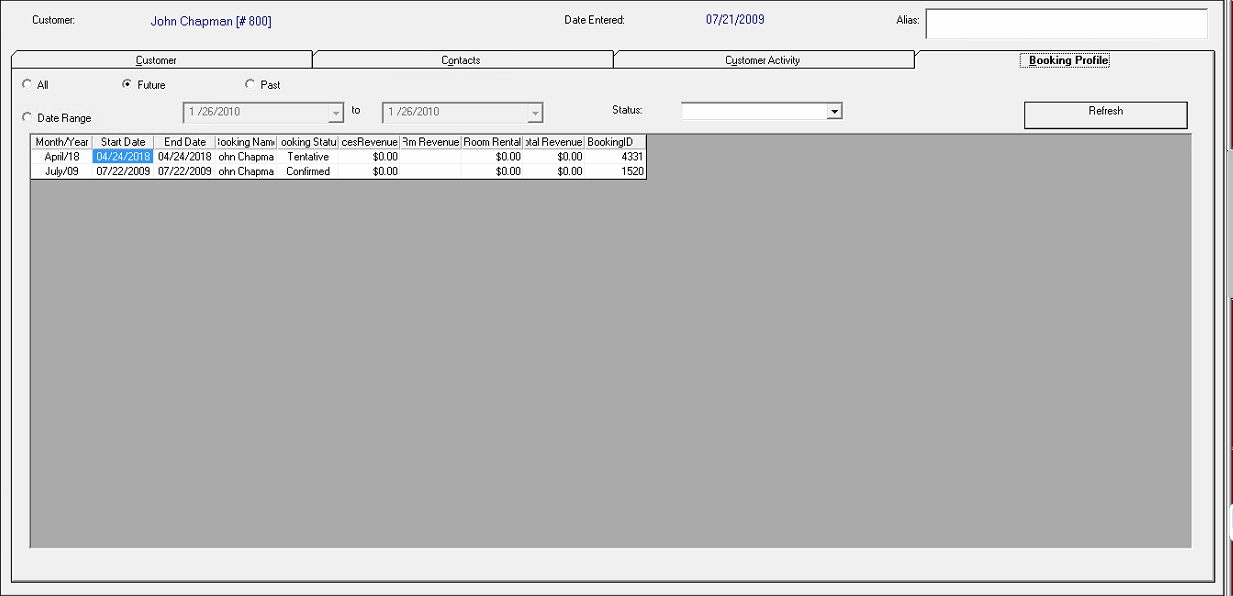 Customer: John Chapman [# 800] Date Entered: 07/21/2009 Alias:
Customer Contacts Customer Activity Booking Profile
All Future Past
Date Range 1 /26/2010 to 1 /26/2010 Status: Refresh
Month/Year Start Date End Date ooking Nam ooking Statu cesRevenue Rm Revenue Room Rental otal Revenue BookingID
April/18 04/24/2018 04/24/2018 ohn Chapma Tentative $0.00 $0.00 $0.00 4331
July/09 07/22/2009 07/22/2009 ohn Chapma Confirmed $0.00 $0.00 $0.00 1520